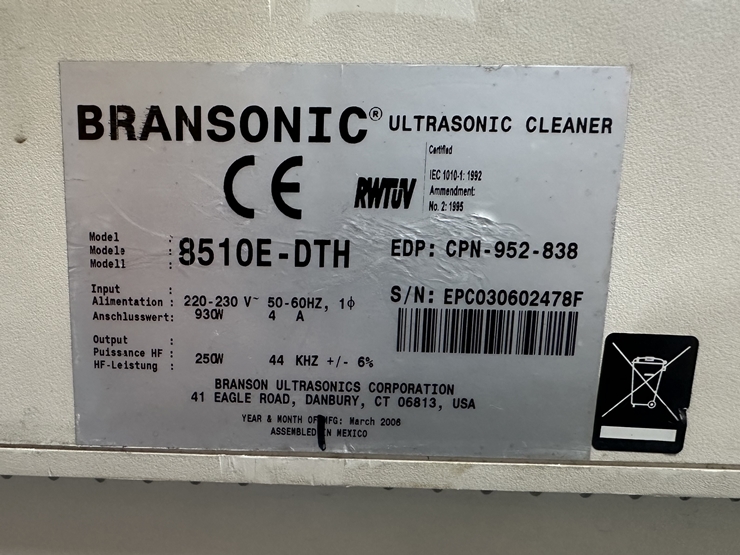 BRANSONIC® ULTRASONIC CLEANER
CE
RWTÜV
Certified
IEC 1010-1: 1992
Ammendment:
No. 2: 1995
Model :
Modele :
Modell :
8510E-DTH
EDP: CPN-952-838
Input :
Alimentation : 220-230 V~ 50-60HZ, 1ϕ
Anschlusswert: 930W 4 A
S/N: EPC030602478F
Output :
Puissance HF :
HF-Leistung :
250W 44 KHZ +/- 6%
BRANSON ULTRASONICS CORPORATION
41 EAGLE ROAD, DANBURY, CT 06813, USA
YEAR & MONTH OF MFG: March 2006
ASSEMBLED IN MEXICO